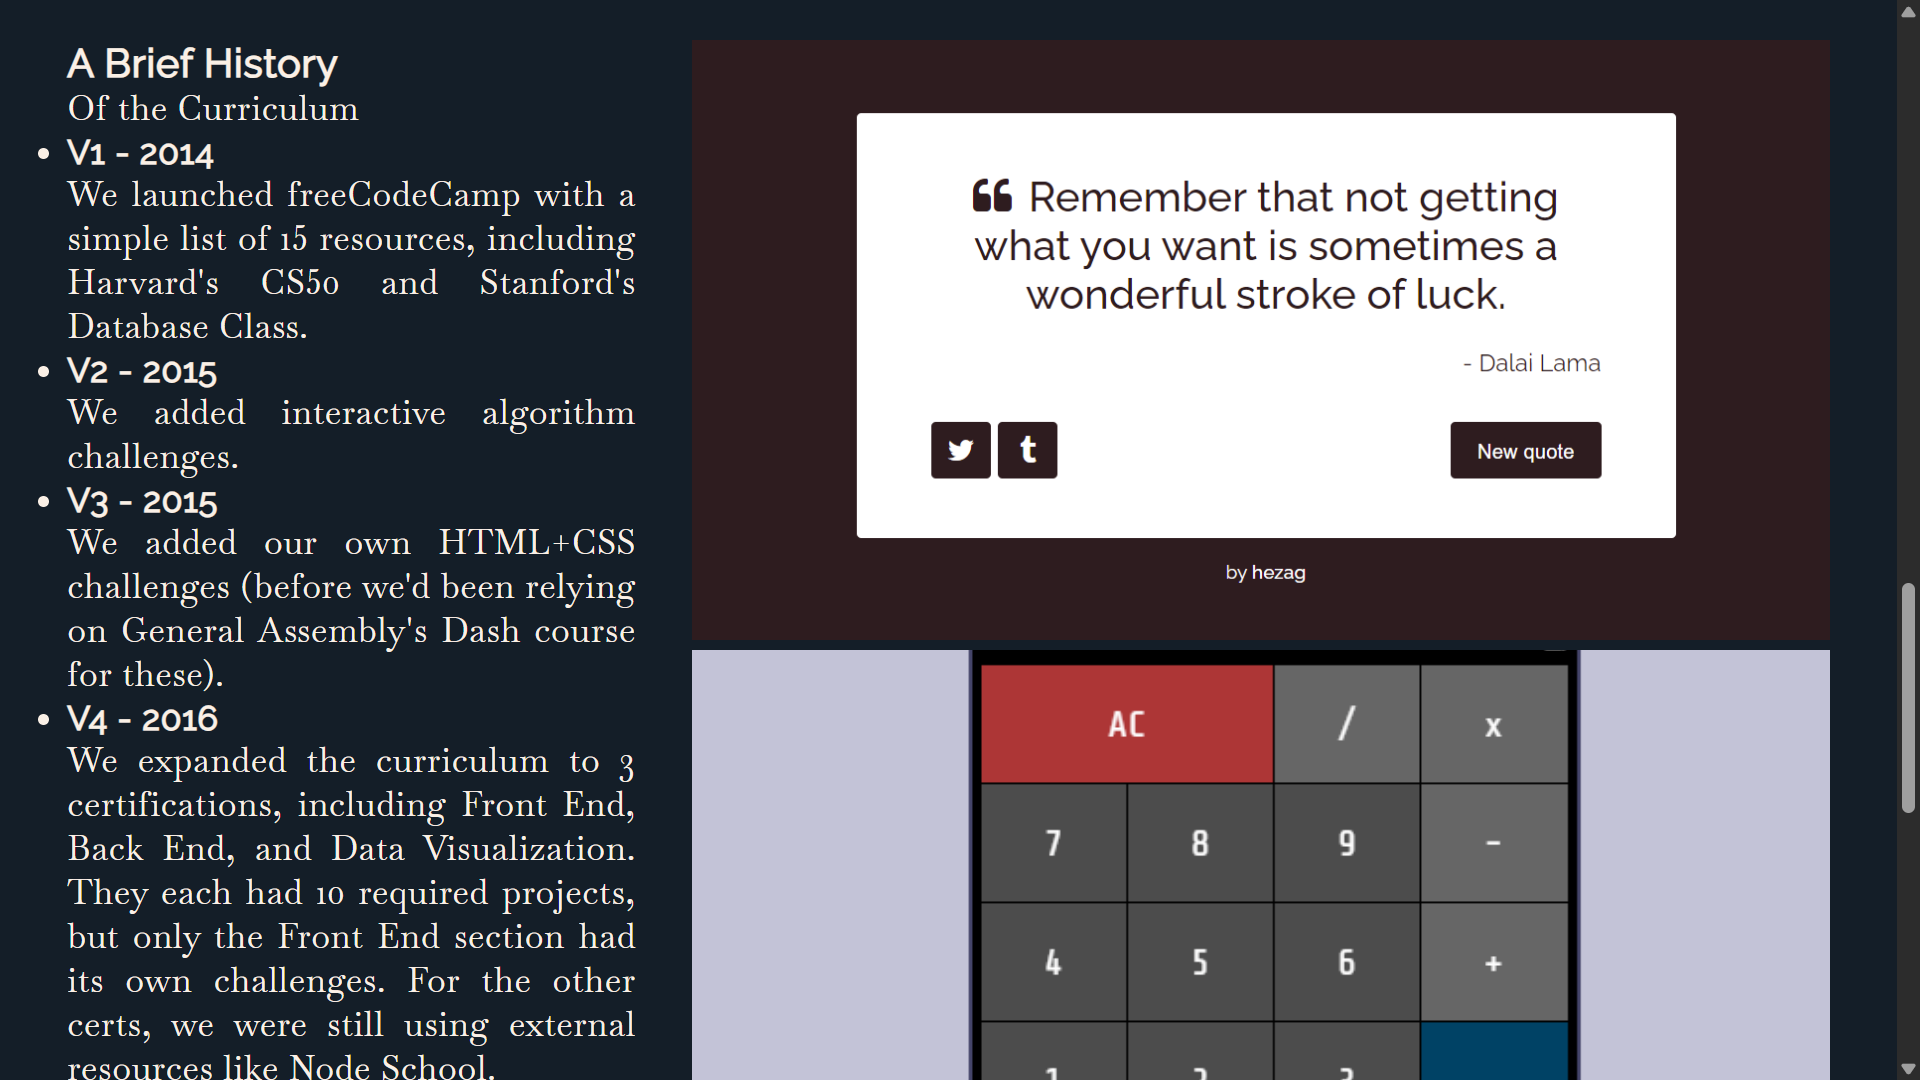 A Brief History
Of the Curriculum
V1 - 2014
We launched freeCodeCamp with a
simple list of 15 resources, including
Harvard's CS50 and Stanford's
Database Class.
V2 - 2015
We added interactive algorithm
challenges.
V3 - 2015
We added our own HTML+CSS
challenges (before we'd been relying
on General Assembly's Dash course
for these).
V4 - 2016
We expanded the curriculum to 3
certifications, including Front End,
Back End, and Data Visualization.
They each had 10 required projects,
but only the Front End section had
its own challenges. For the other
certs, we were still using external
resources like Node School.
“ Remember that not getting
what you want is sometimes a
wonderful stroke of luck.
- Dalai Lama
t
New quote
by hezag
AC / x
7 8 9 -
4 5 6 +
1 2 3